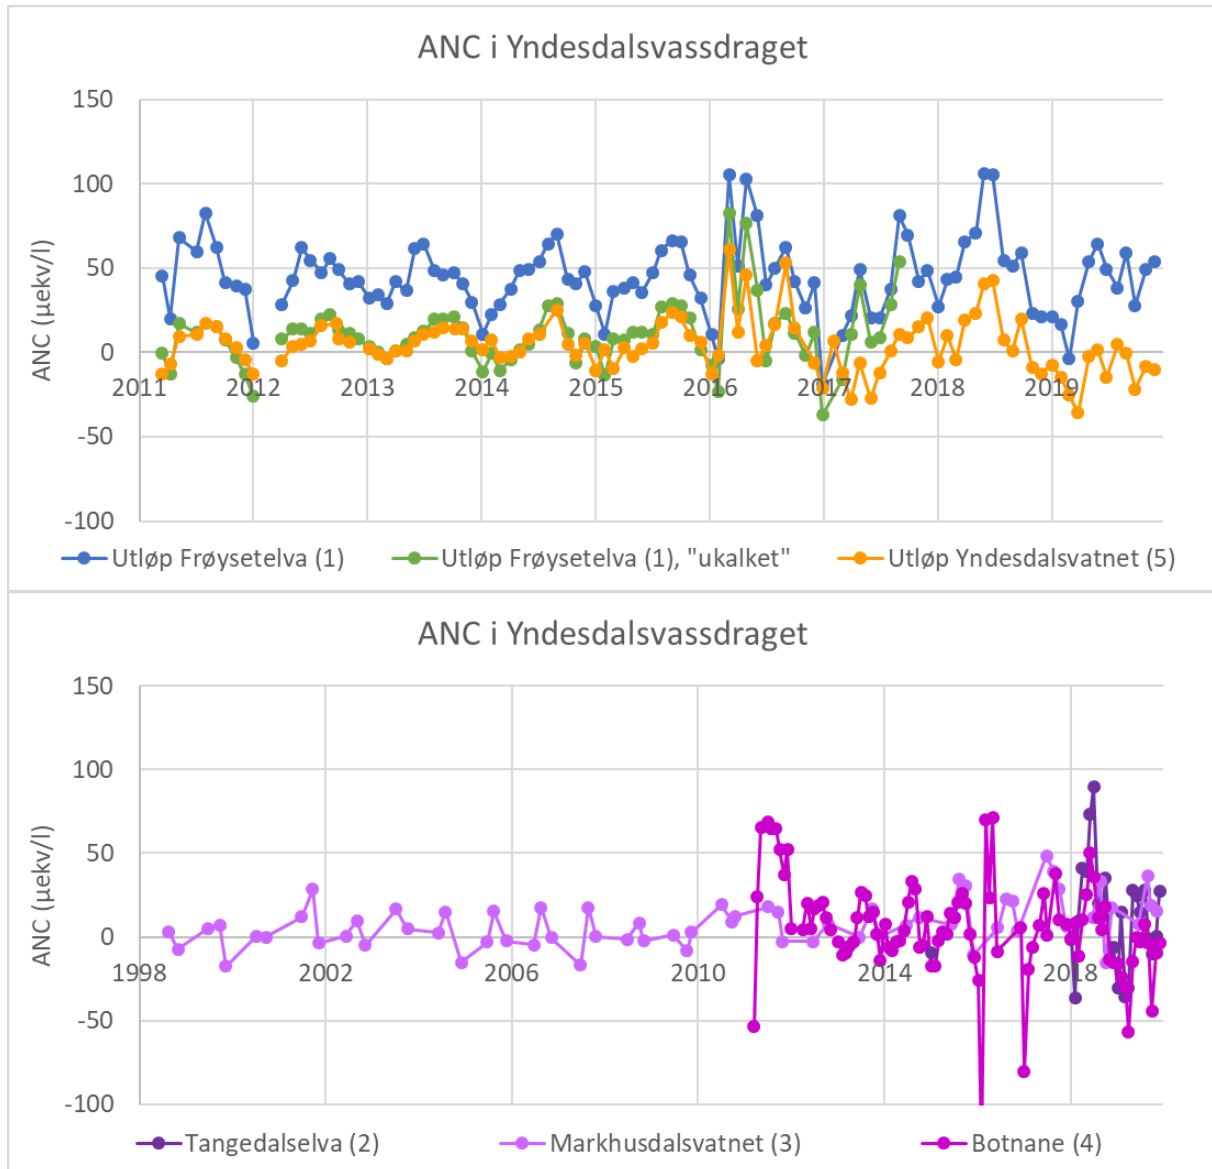 ANC i Yndesdalsvassdraget
ANC (µekv/l)
150
100
50
0
-50
-100
2011 2012 2013 2014 2015 2016 2017 2018 2019
Utløp Frøysetelva (1) Utløp Frøysetelva (1), "ukalket" Utløp Yndesdalsvatnet (5)
ANC i Yndesdalsvassdraget
ANC (µekv/l)
150
100
50
0
-50
-100
1998 2002 2006 2010 2014 2018
Tangedalselva (2) Markhusdalsvatnet (3) Botnane (4)